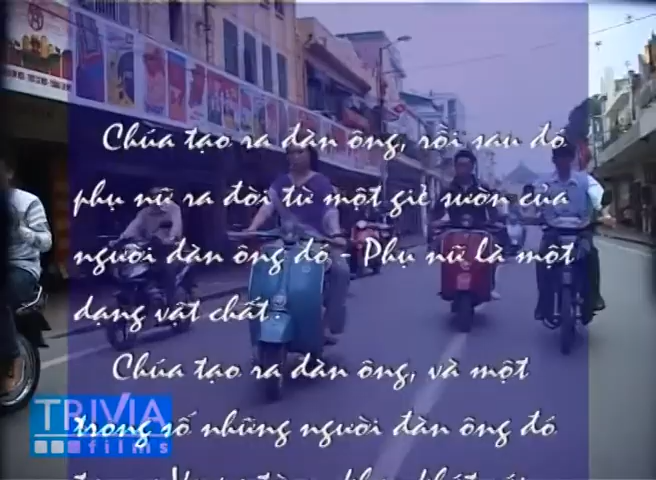 Chúa tạo ra đàn ông, rồi sau đó
phụ nữ ra đời từ một giẻ sườn của
người đàn ông đó - Phụ nữ là một
dạng vật chất.
Chúa tạo ra đàn ông, và một
trong số những người đàn ông đó
TRIVIA
films